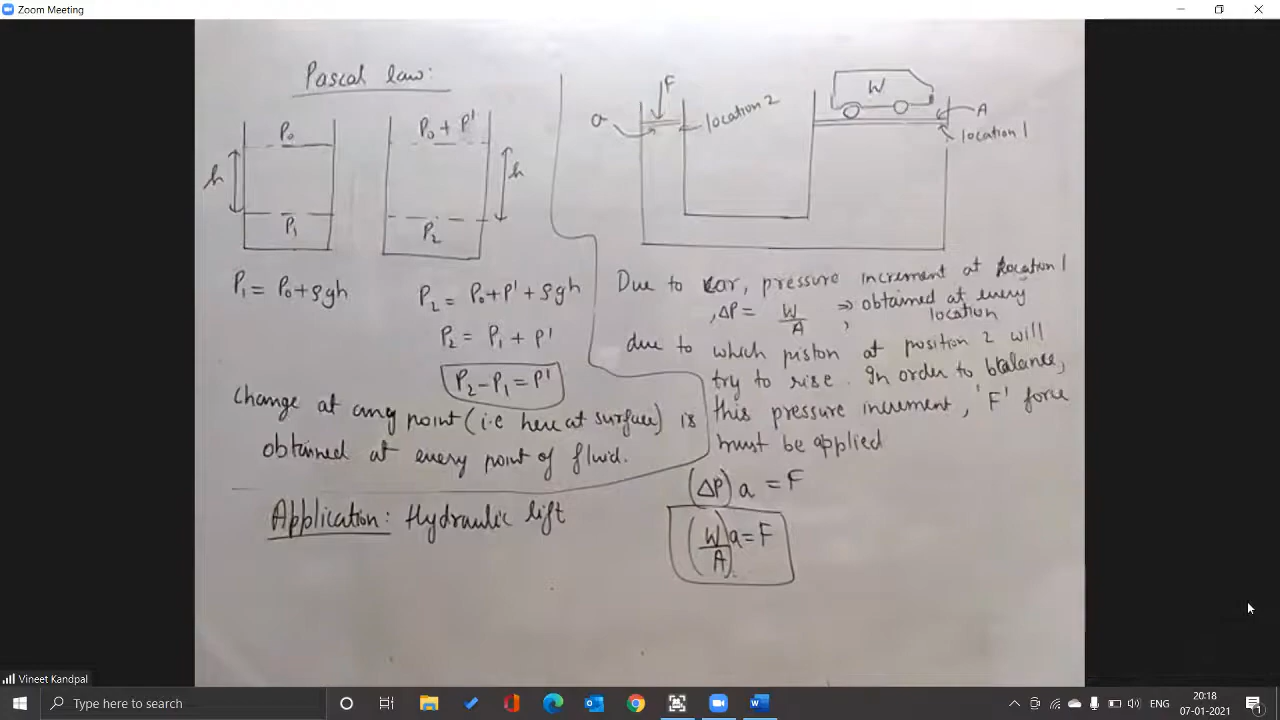 Zoom Meeting
Pascal law:
P₀
h
P₁
P₀ + P'
h
P₂
P₁ = P₀ + ρgh
P₂ = P₀ + P' + ρgh
P₂ = P₁ + P'
P₂ - P₁ = P'
Change at any point (i.e here at surface) is
obtained at every point of fluid.
Application: Hydraulic lift
F
a
location 2
W
A
location 1
Due to car, pressure increment at location 1
, ΔP = W/A , ⇒ obtained at every
location
due to which piston at position 2 will
try to rise. In order to balance,
this pressure increment, 'F' force
must be applied
(ΔP) a = F
(W/A) a = F
Vineet Kandpal
Type here to search
ENG
20:18
07-01-2021
1